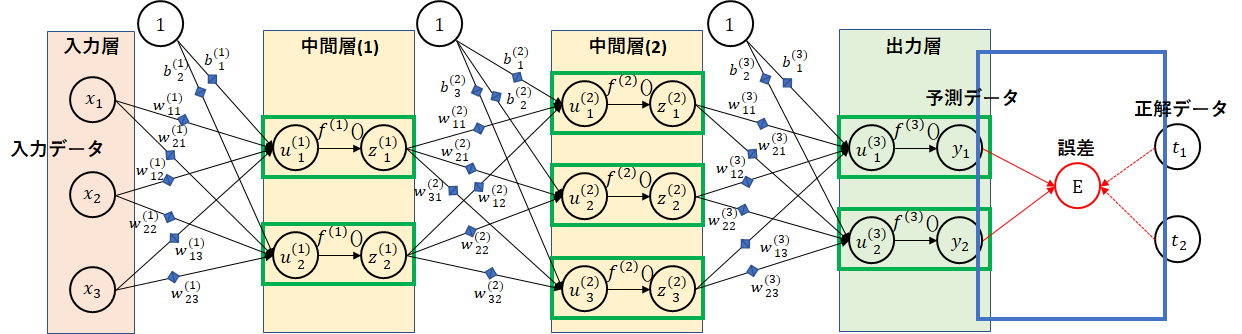 入力層
x₁
x₂
x₃
入力データ
1
b₁⁽¹⁾
b₂⁽¹⁾
w₁₁⁽¹⁾
w₂₁⁽¹⁾
w₁₂⁽¹⁾
w₂₂⁽¹⁾
w₁₃⁽¹⁾
w₂₃⁽¹⁾
中間層(1)
u₁⁽¹⁾ f⁽¹⁾() z₁⁽¹⁾
u₂⁽¹⁾ f⁽¹⁾() z₂⁽¹⁾
1
b₁⁽²⁾
b₂⁽²⁾
b₃⁽²⁾
w₁₁⁽²⁾
w₂₁⁽²⁾
w₃₁⁽²⁾
w₁₂⁽²⁾
w₂₂⁽²⁾
w₃₂⁽²⁾
中間層(2)
u₁⁽²⁾ f⁽²⁾() z₁⁽²⁾
u₂⁽²⁾ f⁽²⁾() z₂⁽²⁾
u₃⁽²⁾ f⁽²⁾() z₃⁽²⁾
1
b₁⁽³⁾
b₂⁽³⁾
w₁₁⁽³⁾
w₂₁⁽³⁾
w₁₂⁽³⁾
w₂₂⁽³⁾
w₁₃⁽³⁾
w₂₃⁽³⁾
出力層
u₁⁽³⁾ f⁽³⁾() y₁
u₂⁽³⁾ f⁽³⁾() y₂
予測データ
誤差
E
正解データ
t₁
t₂